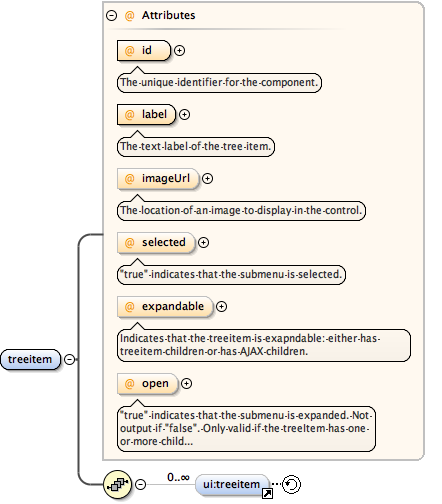 @ Attributes
@ id
The unique identifier for the component.
@ label
The text label of the tree item.
@ imageUrl
The location of an image to display in the control.
@ selected
"true" indicates that the submenu is selected.
@ expandable
Indicates that the treeitem is exapndable: either has
treeitem children or has AJAX children.
@ open
"true" indicates that the submenu is expanded. Not
output if "false". Only valid if the treeItem has one
or more child...
treeitem
0..∞
ui:treeitem